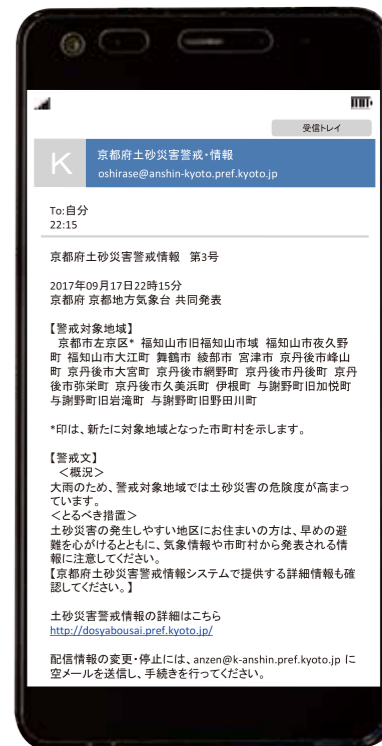 受信トレイ
K
京都府土砂災害警戒・情報
oshirase@anshin-kyoto.pref.kyoto.jp
To:自分
22:15
京都府土砂災害警戒情報 第3号
2017年09月17日22時15分
京都府 京都地方気象台 共同発表
【警戒対象地域】
京都市左京区* 福知山市旧福知山市域 福知山市夜久野
町 福知山市大江町 舞鶴市 綾部市 宮津市 京丹後市峰山
町 京丹後市大宮町 京丹後市網野町 京丹後市丹後町 京丹
後市弥栄町 京丹後市久美浜町 伊根町 与謝野町旧加悦町
与謝野町旧岩滝町 与謝野町旧野田川町
*印は、新たに対象地域となった市町村を示します。
【警戒文】
＜概況＞
大雨のため、警戒対象地域では土砂災害の危険度が高まっ
ています。
＜とるべき措置＞
土砂災害の発生しやすい地区にお住まいの方は、早めの避
難を心がけるとともに、気象情報や市町村から発表される情
報に注意してください。
【京都府土砂災害警戒情報システムで提供する詳細情報も確
認してください。】
土砂災害警戒情報の詳細はこちら
http://dosyabousai.pref.kyoto.jp/
配信情報の変更・停止には、anzen@k-anshin.pref.kyoto.jp に
空メールを送信し、手続きを行ってください。